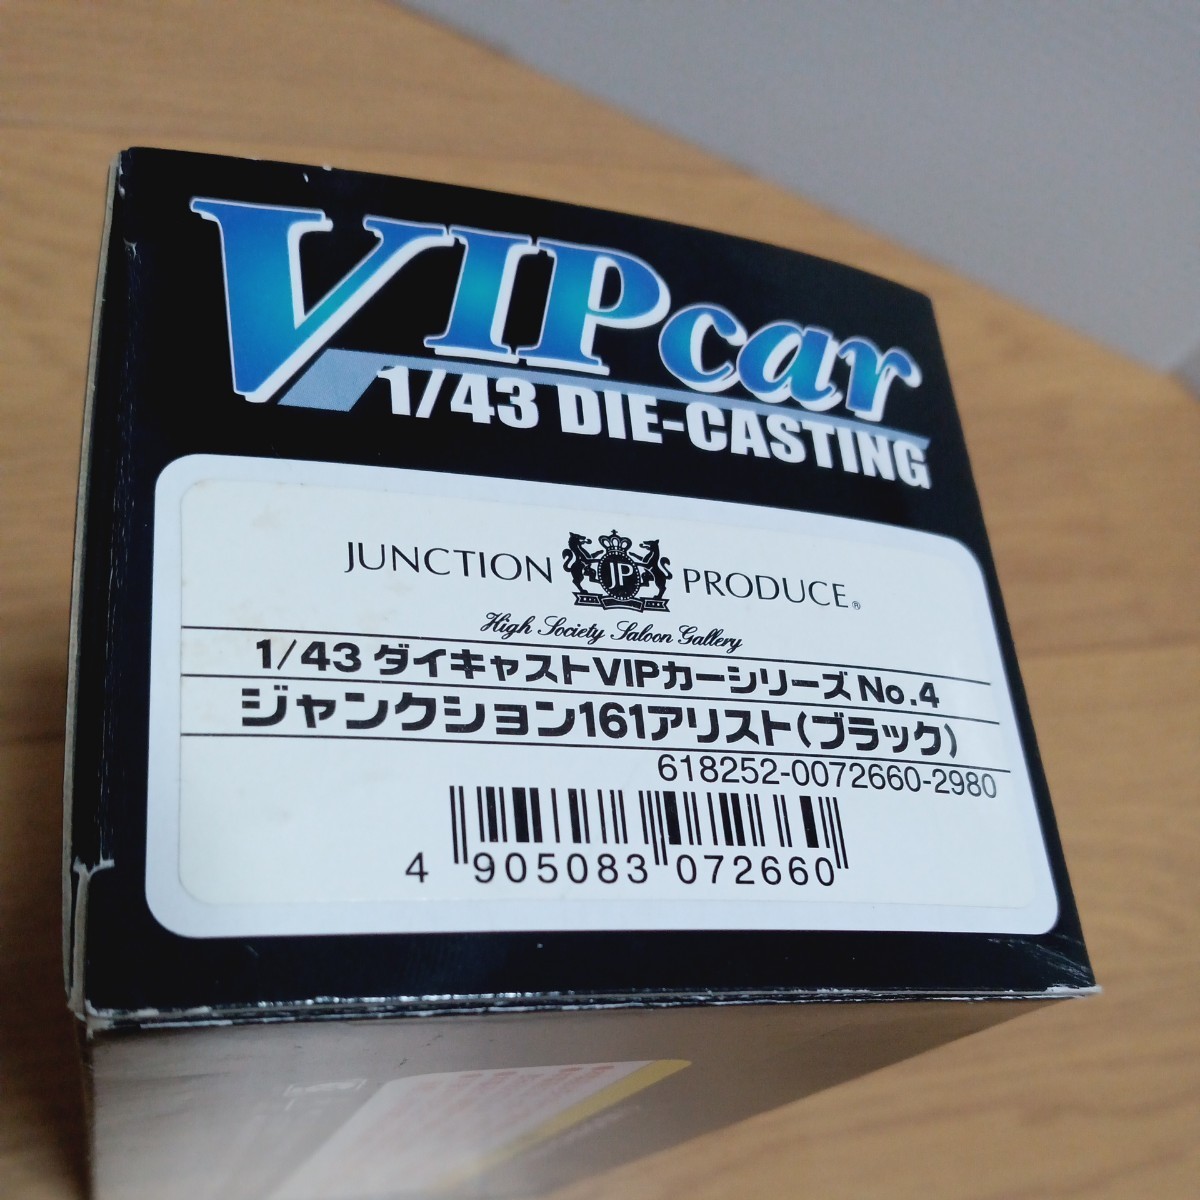 VIPcar
1/43 DIE-CASTING
JUNCTION JP PRODUCE®
High Society Saloon Gallery
1/43 ダイキャストVIPカーシリーズ No.4
ジャンクション161アリスト(ブラック)
618252-0072660-2980
4 905083 072660